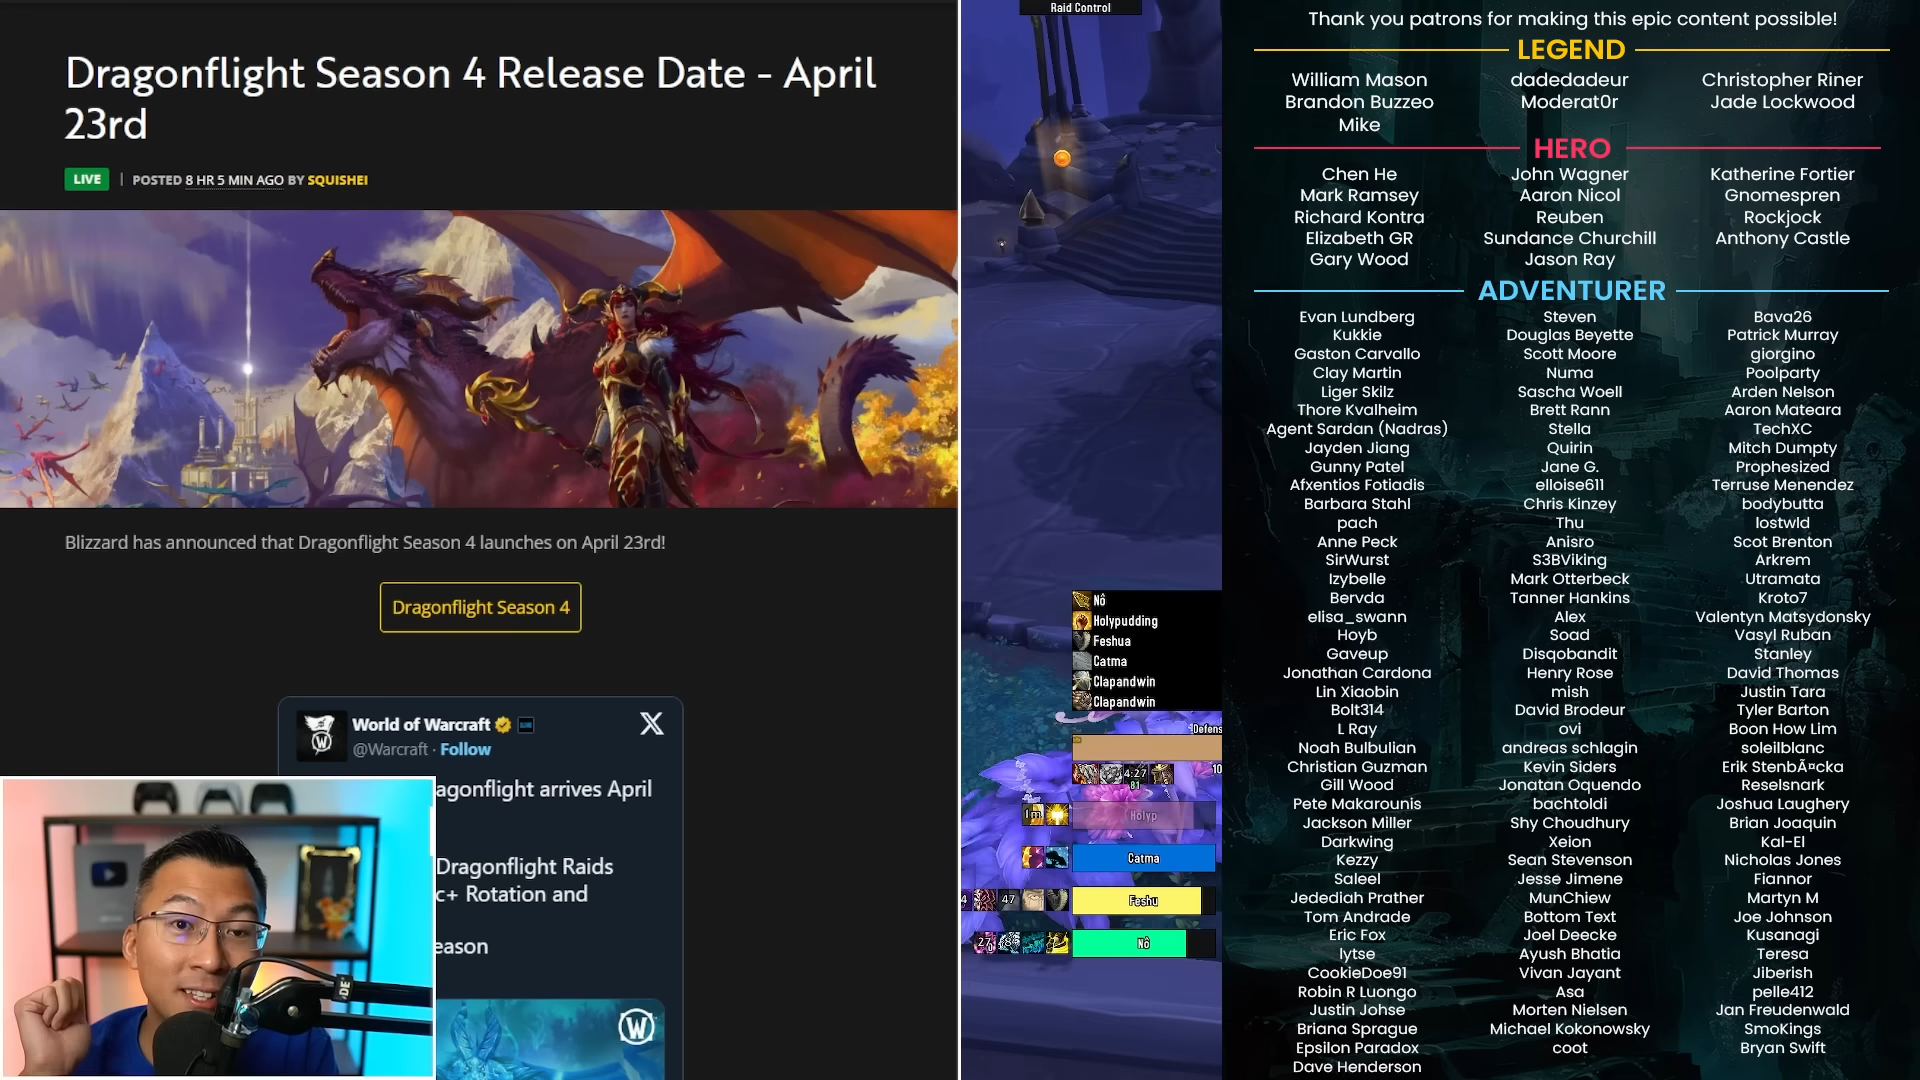 Dragonflight Season 4 Release Date - April
23rd
LIVE | POSTED 8 HR 5 MIN AGO BY SQUISHEI
Blizzard has announced that Dragonflight Season 4 launches on April 23rd!
Dragonflight Season 4
World of Warcraft
@Warcraft · Follow
X
agonflight arrives April
Dragonflight Raids
c+ Rotation and
eason
W
Raid Control
Nô
Holypudding
Feshua
Catma
Clapandwin
Clapandwin
Defens
10
4:27
81
1m
Holyp
Catma
4
47
Feshu
27
8
Nô
Thank you patrons for making this epic content possible!
LEGEND
William Mason dadedadeur Christopher Riner
Brandon Buzzeo Moderat0r Jade Lockwood
Mike
HERO
Chen He John Wagner Katherine Fortier
Mark Ramsey Aaron Nicol Gnomespren
Richard Kontra Reuben Rockjock
Elizabeth GR Sundance Churchill Anthony Castle
Gary Wood Jason Ray
ADVENTURER
Evan Lundberg Steven Bava26
Kukkie Douglas Beyette Patrick Murray
Gaston Carvallo Scott Moore giorgino
Clay Martin Numa Poolparty
Liger Skilz Sascha Woell Arden Nelson
Thore Kvalheim Brett Rann Aaron Mateara
Agent Sardan (Nadras) Stella TechXC
Jayden Jiang Quirin Mitch Dumpty
Gunny Patel Jane G. Prophesized
Afxentios Fotiadis elloise611 Terruse Menendez
Barbara Stahl Chris Kinzey bodybutta
pach Thu lostwld
Anne Peck Anisro Scot Brenton
SirWurst S3BViking Arkrem
Izybelle Mark Otterbeck Utramata
Bervda Tanner Hankins Kroto7
elisa_swann Alex Valentyn Matsydonsky
Hoyb Soad Vasyl Ruban
Gaveup Disqobandit Stanley
Jonathan Cardona Henry Rose David Thomas
Lin Xiaobin mish Justin Tara
Bolt314 David Brodeur Tyler Barton
L Ray ovi Boon How Lim
Noah Bulbulian andreas schlagin soleilblanc
Christian Guzman Kevin Siders Erik StenbÃ¤cka
Gill Wood Jonatan Oquendo Reselsnark
Pete Makarounis bachtoldi Joshua Laughery
Jackson Miller Shy Choudhury Brian Joaquin
Darkwing Xeion Kal-El
Kezzy Sean Stevenson Nicholas Jones
Saleel Jesse Jimene Fiannor
Jedediah Prather MunChiew Martyn M
Tom Andrade Bottom Text Joe Johnson
Eric Fox Joel Deecke Kusanagi
lytse Ayush Bhatia Teresa
CookieDoe91 Vivan Jayant Jiberish
Robin R Luongo Asa pelle412
Justin Johse Morten Nielsen Jan Freudenwald
Briana Sprague Michael Kokonowsky SmoKings
Epsilon Paradox coot Bryan Swift
Dave Henderson